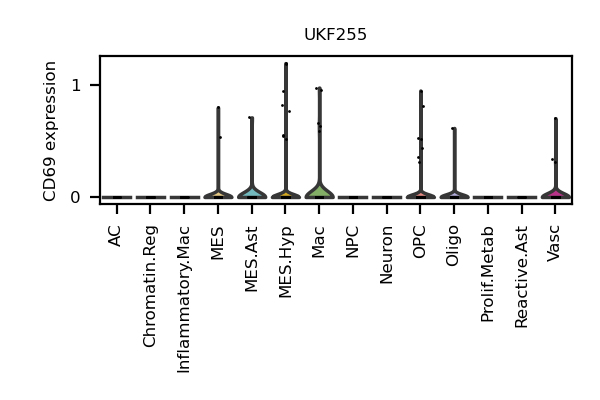 UKF255
CD69 expression
1
0
AC
Chromatin.Reg
Inflammatory.Mac
MES
MES.Ast
MES.Hyp
Mac
NPC
Neuron
OPC
Oligo
Prolif.Metab
Reactive.Ast
Vasc